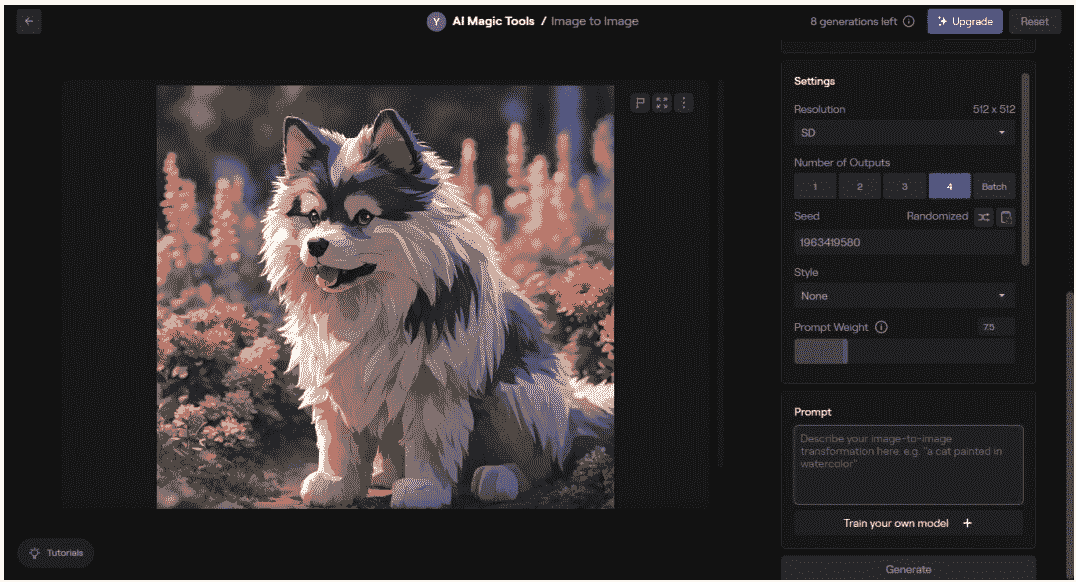 Y AI Magic Tools / Image to Image
8 generations left
Upgrade
Reset
Settings
Resolution 512 x 512
SD
Number of Outputs
1 2 3 4 Batch
Seed Randomized
1963419580
Style
None
Prompt Weight 7.5
Prompt
Describe your image-to-image
transformation here. e.g. "a cat painted in
watercolor"
Train your own model +
Tutorials
Generate